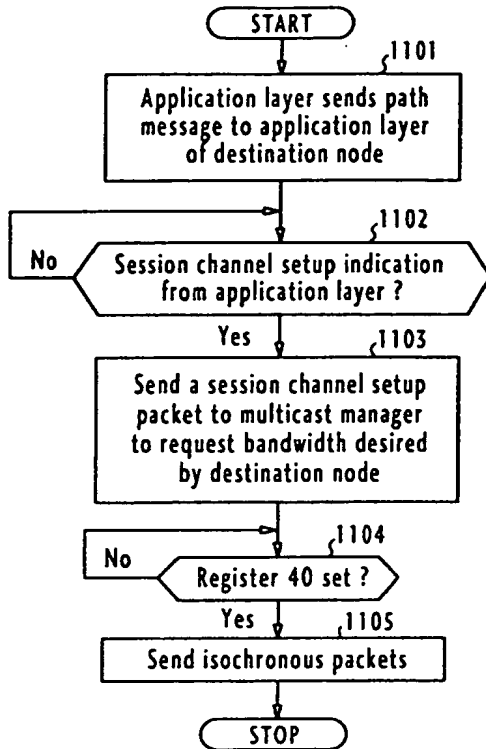 START
1101
Application layer sends path
message to application layer
of destination node
1102
No
Session channel setup indication
from application layer ?
Yes
1103
Send a session channel setup
packet to multicast manager
to request bandwidth desired
by destination node
1104
No
Register 40 set ?
Yes
1105
Send isochronous packets
STOP